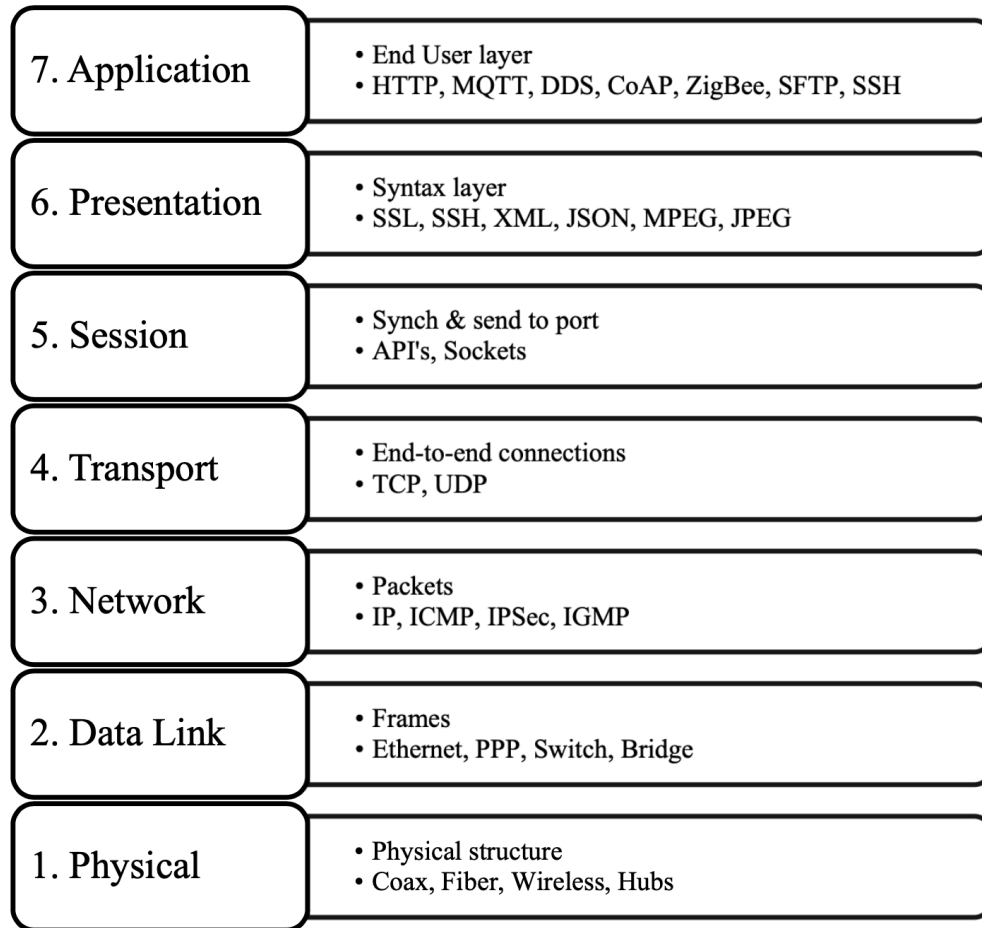 7. Application
• End User layer
• HTTP, MQTT, DDS, CoAP, ZigBee, SFTP, SSH
6. Presentation
• Syntax layer
• SSL, SSH, XML, JSON, MPEG, JPEG
5. Session
• Synch & send to port
• API's, Sockets
4. Transport
• End-to-end connections
• TCP, UDP
3. Network
• Packets
• IP, ICMP, IPSec, IGMP
2. Data Link
• Frames
• Ethernet, PPP, Switch, Bridge
1. Physical
• Physical structure
• Coax, Fiber, Wireless, Hubs